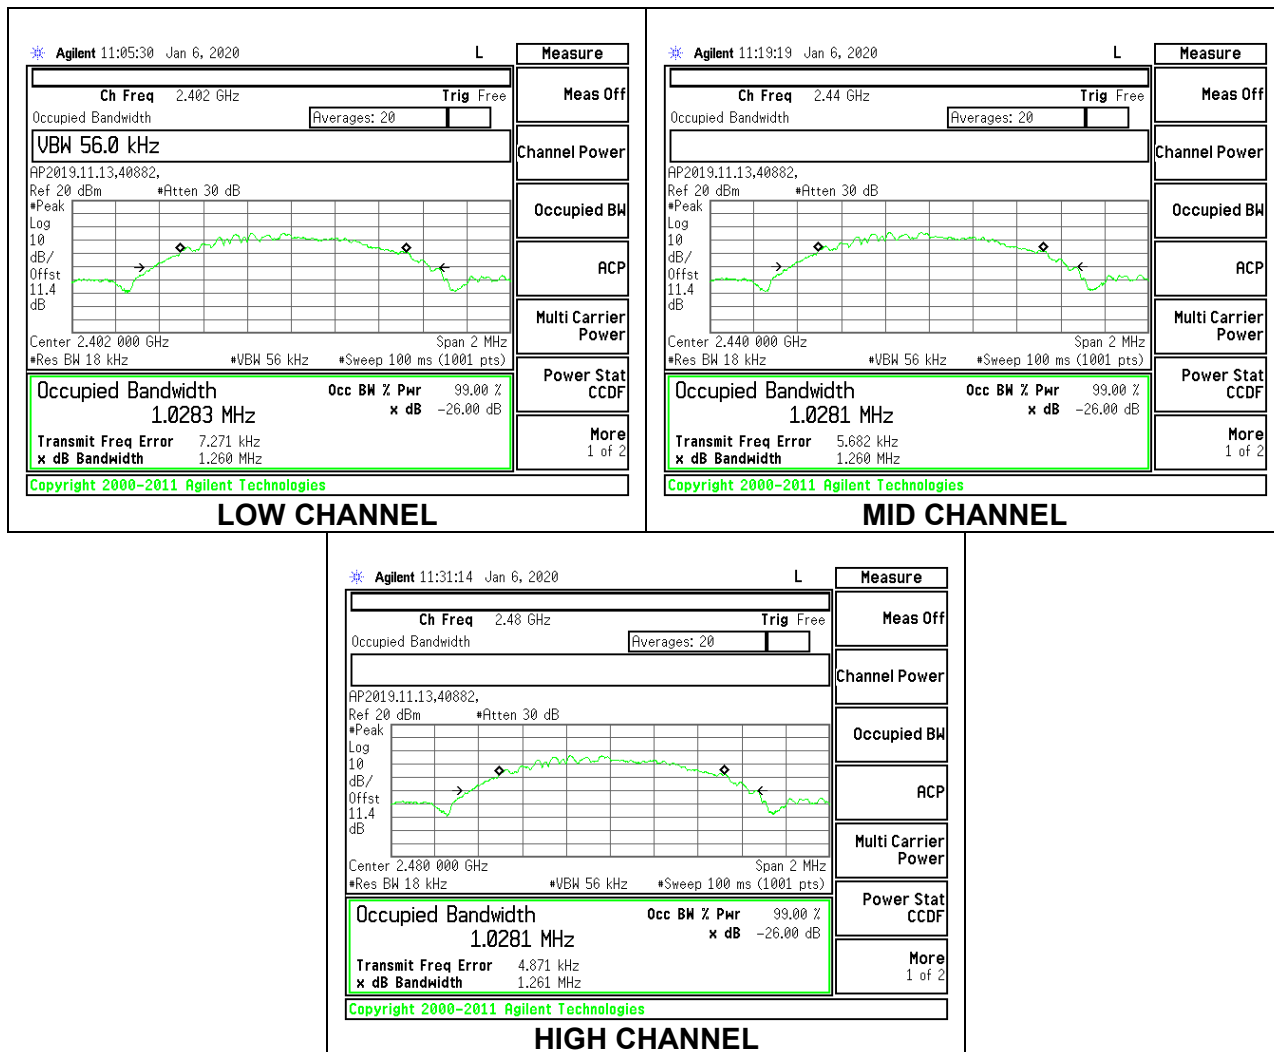 Agilent 11:05:30 Jan 6, 2020 L
Measure
Ch Freq 2.402 GHz Trig Free
Occupied Bandwidth Averages: 20
VBW 56.0 kHz
AP2019.11.13,40882,
Ref 20 dBm #Atten 30 dB
#Peak
Log
10
dB/
Offst
11.4
dB
Center 2.402 000 GHz Span 2 MHz
#Res BW 18 kHz #VBW 56 kHz #Sweep 100 ms (1001 pts)
Occupied Bandwidth Occ BW % Pwr 99.00 %
1.0283 MHz x dB -26.00 dB
Transmit Freq Error 7.271 kHz
x dB Bandwidth 1.260 MHz
Copyright 2000-2011 Agilent Technologies
Meas Off
Channel Power
Occupied BW
ACP
Multi Carrier
Power
Power Stat
CCDF
More
1 of 2
LOW CHANNEL
Agilent 11:19:19 Jan 6, 2020 L
Measure
Ch Freq 2.44 GHz Trig Free
Occupied Bandwidth Averages: 20
AP2019.11.13,40882,
Ref 20 dBm #Atten 30 dB
#Peak
Log
10
dB/
Offst
11.4
dB
Center 2.440 000 GHz Span 2 MHz
#Res BW 18 kHz #VBW 56 kHz #Sweep 100 ms (1001 pts)
Occupied Bandwidth Occ BW % Pwr 99.00 %
1.0281 MHz x dB -26.00 dB
Transmit Freq Error 5.682 kHz
x dB Bandwidth 1.260 MHz
Copyright 2000-2011 Agilent Technologies
Meas Off
Channel Power
Occupied BW
ACP
Multi Carrier
Power
Power Stat
CCDF
More
1 of 2
MID CHANNEL
Agilent 11:31:14 Jan 6, 2020 L
Measure
Ch Freq 2.48 GHz Trig Free
Occupied Bandwidth Averages: 20
AP2019.11.13,40882,
Ref 20 dBm #Atten 30 dB
#Peak
Log
10
dB/
Offst
11.4
dB
Center 2.480 000 GHz Span 2 MHz
#Res BW 18 kHz #VBW 56 kHz #Sweep 100 ms (1001 pts)
Occupied Bandwidth Occ BW % Pwr 99.00 %
1.0281 MHz x dB -26.00 dB
Transmit Freq Error 4.871 kHz
x dB Bandwidth 1.261 MHz
Copyright 2000-2011 Agilent Technologies
Meas Off
Channel Power
Occupied BW
ACP
Multi Carrier
Power
Power Stat
CCDF
More
1 of 2
HIGH CHANNEL